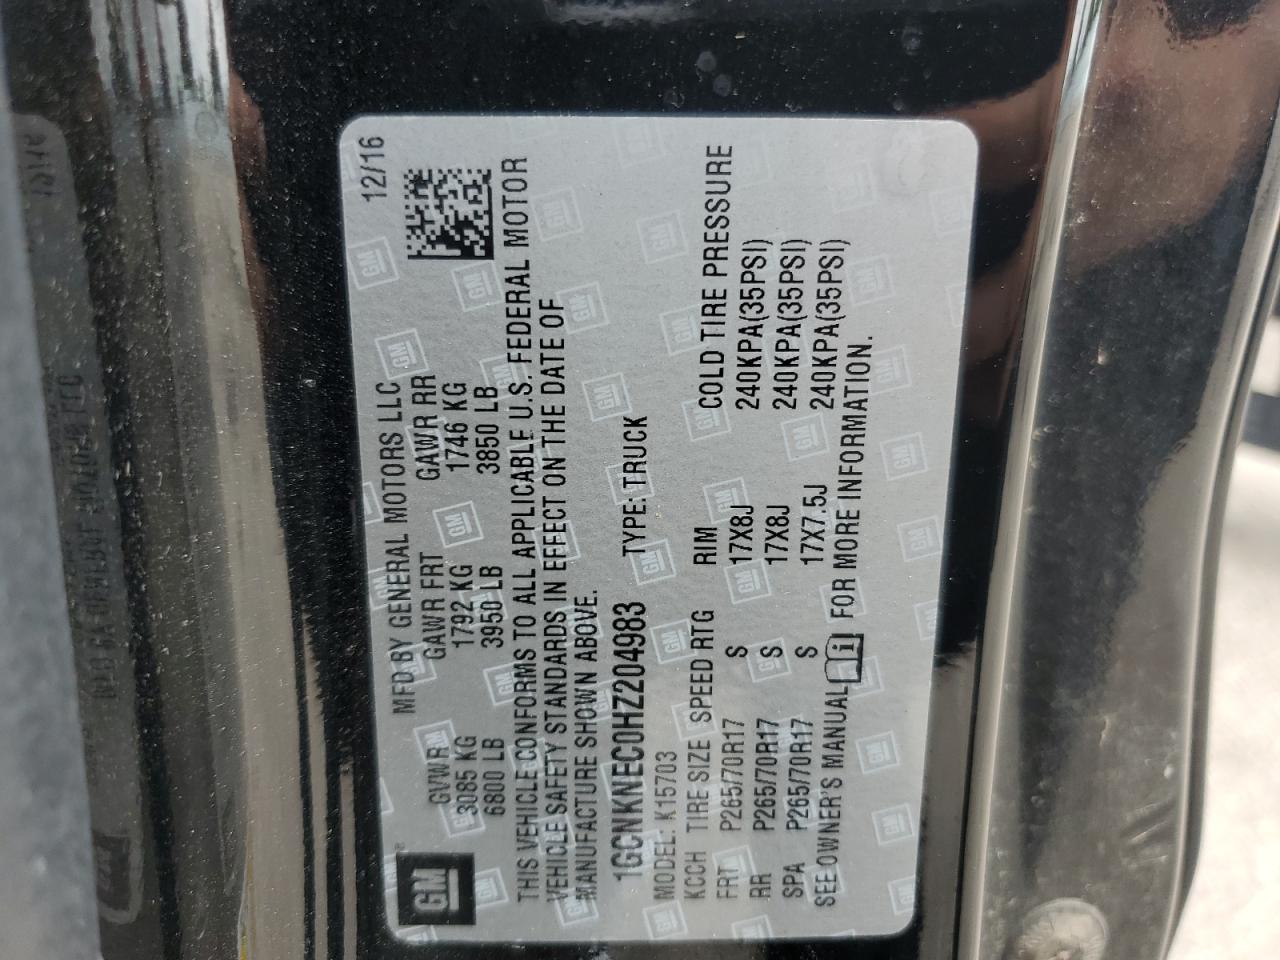 GM
MFD BY GENERAL MOTORS LLC 12/16
GVWR GAWR FRT GAWR RR
3085 KG 1792 KG 1746 KG
6800 LB 3950 LB 3850 LB
THIS VEHICLE CONFORMS TO ALL APPLICABLE U.S. FEDERAL MOTOR
VEHICLE SAFETY STANDARDS IN EFFECT ON THE DATE OF
MANUFACTURE SHOWN ABOVE.
1GCNKNEC0HZ204983 TYPE: TRUCK
MODEL: K15703
KCCH TIRE SIZE SPEED RTG RIM COLD TIRE PRESSURE
FRT P265/70R17 S 17X8J 240KPA(35PSI)
RR P265/70R17 S 17X8J 240KPA(35PSI)
SPA P265/70R17 S 17X7.5J 240KPA(35PSI)
SEE OWNER'S MANUAL i FOR MORE INFORMATION.